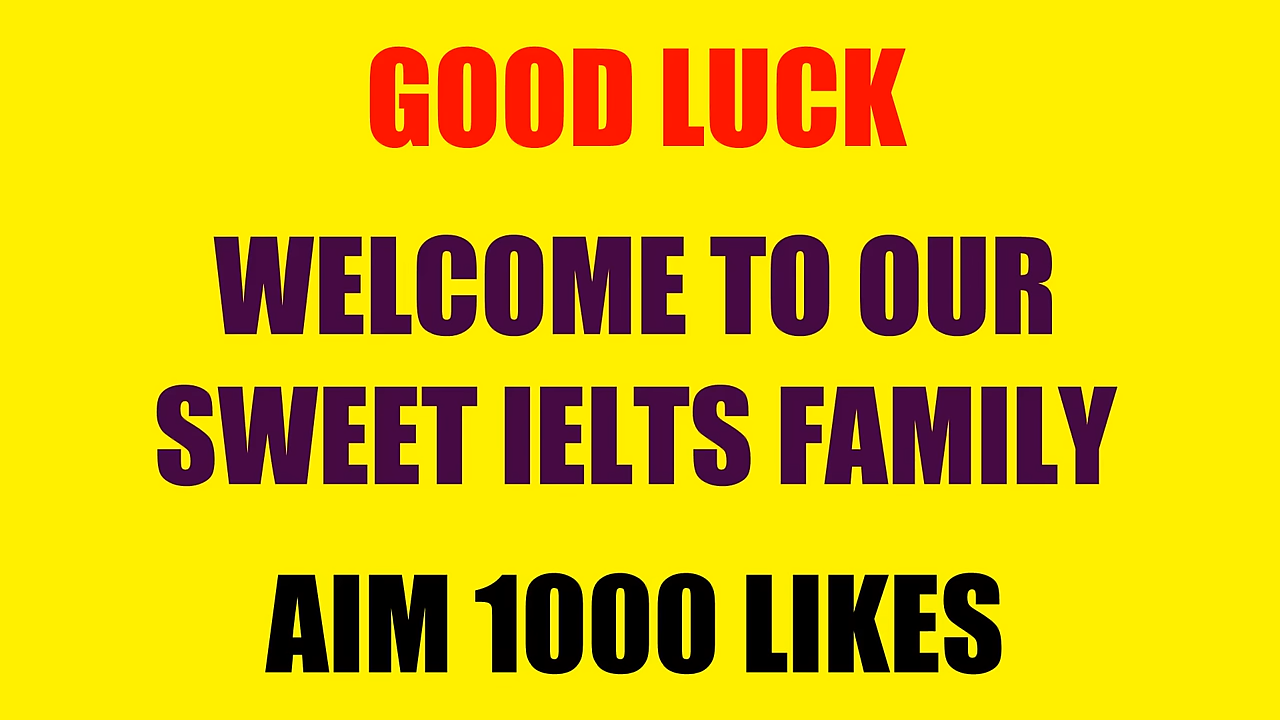 GOOD LUCK
WELCOME TO OUR
SWEET IELTS FAMILY
AIM 1000 LIKES